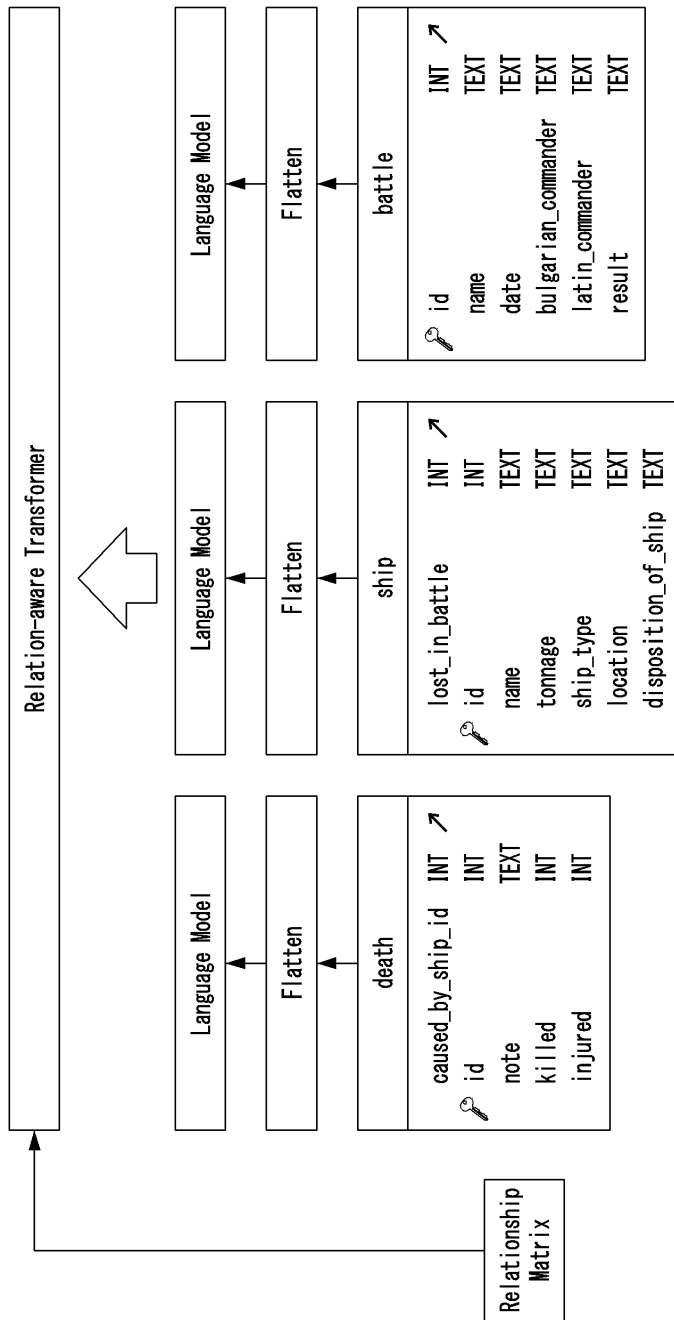 Relation-aware Transformer
Language Model
Language Model
Language Model
Flatten
Flatten
Flatten
death
caused_by_ship_id INT
id INT
note TEXT
killed INT
injured INT
ship
lost_in_battle INT
id INT
name TEXT
tonnage TEXT
ship_type TEXT
location TEXT
disposition_of_ship TEXT
battle
id INT
name TEXT
date TEXT
bulgarian_commander TEXT
latin_commander TEXT
result TEXT
Relationship
Matrix